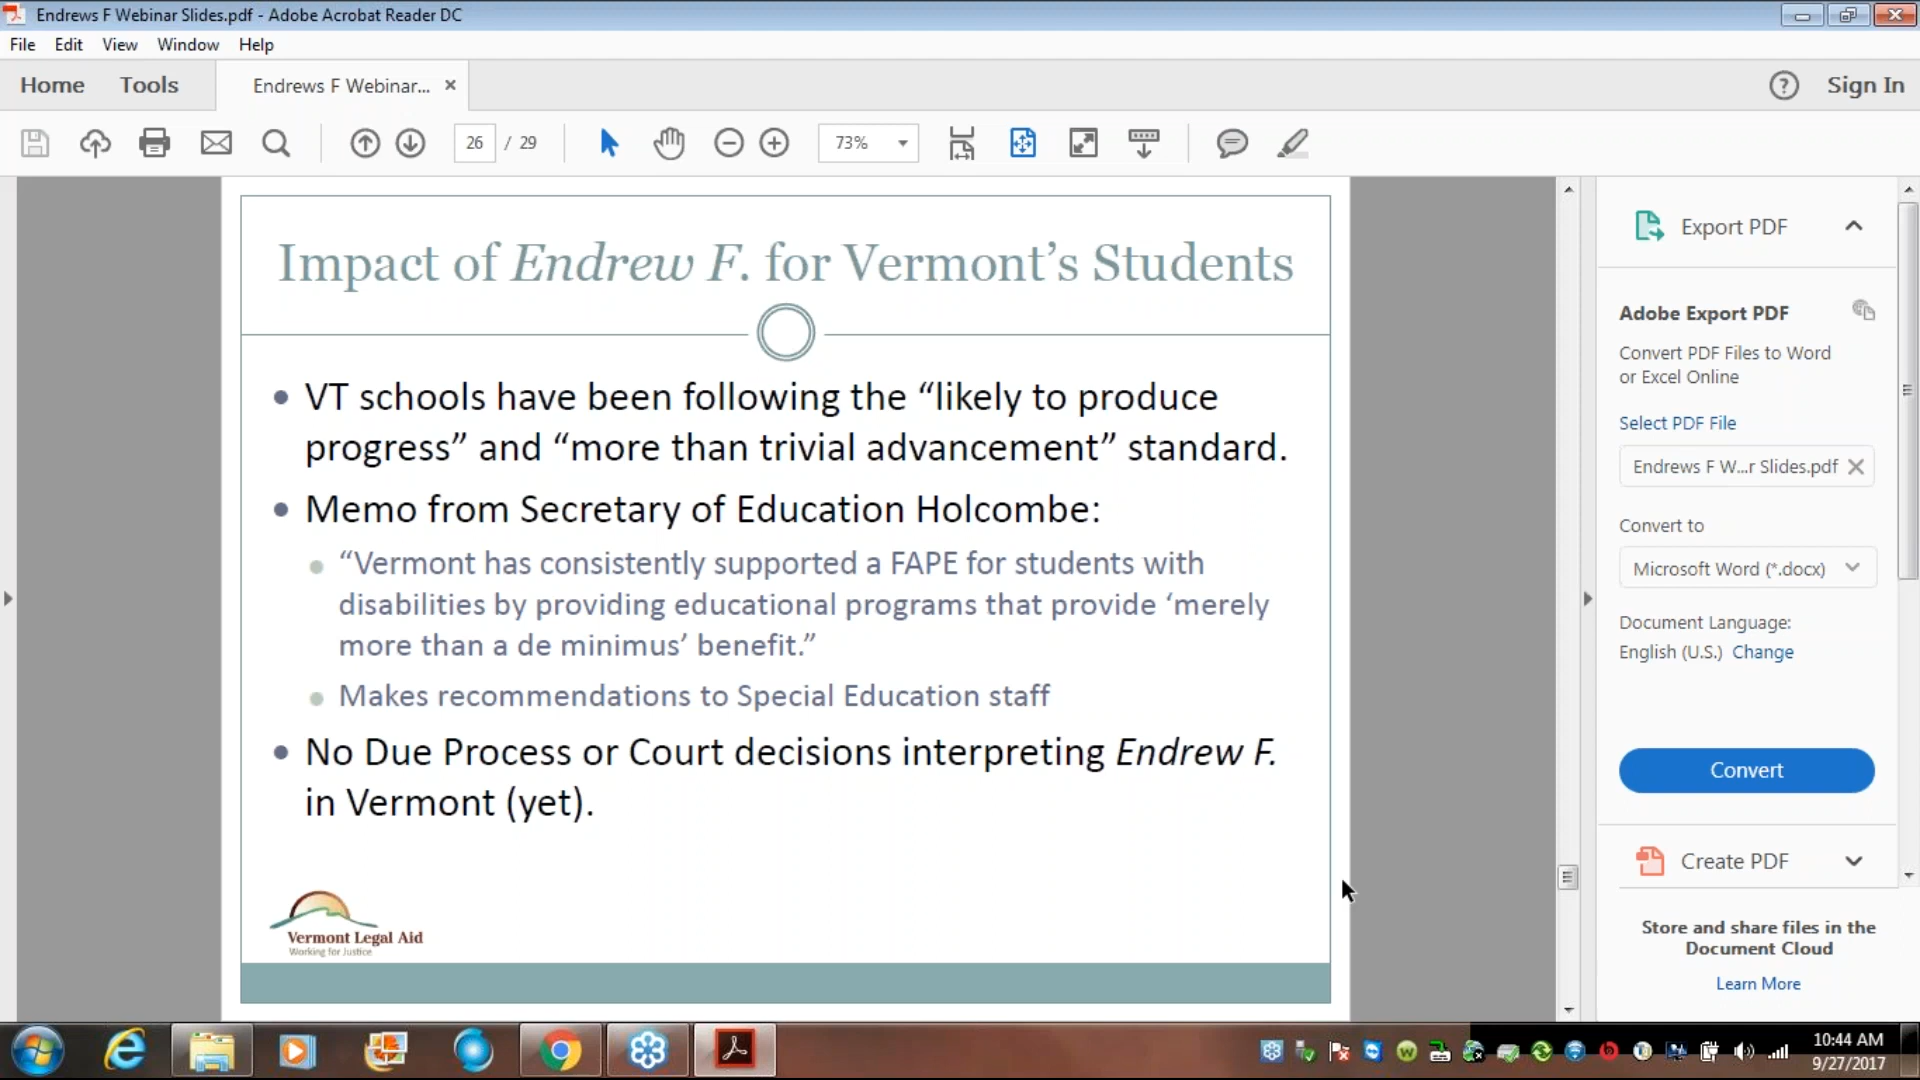 Endrews F Webinar Slides.pdf - Adobe Acrobat Reader DC
File Edit View Window Help
Home Tools Endrews F Webinar... × ? Sign In
26 / 29 73%
Impact of Endrew F. for Vermont’s Students
• VT schools have been following the “likely to produce
progress” and “more than trivial advancement” standard.
• Memo from Secretary of Education Holcombe:
• “Vermont has consistently supported a FAPE for students with
disabilities by providing educational programs that provide ‘merely
more than a de minimus’ benefit.”
• Makes recommendations to Special Education staff
• No Due Process or Court decisions interpreting Endrew F.
in Vermont (yet).
Vermont Legal Aid
Working for Justice
Export PDF
Adobe Export PDF
Convert PDF Files to Word
or Excel Online
Select PDF File
Endrews F W...r Slides.pdf
Convert to
Microsoft Word (*.docx)
Document Language:
English (U.S.) Change
Convert
Create PDF
Store and share files in the
Document Cloud
Learn More
10:44 AM
9/27/2017